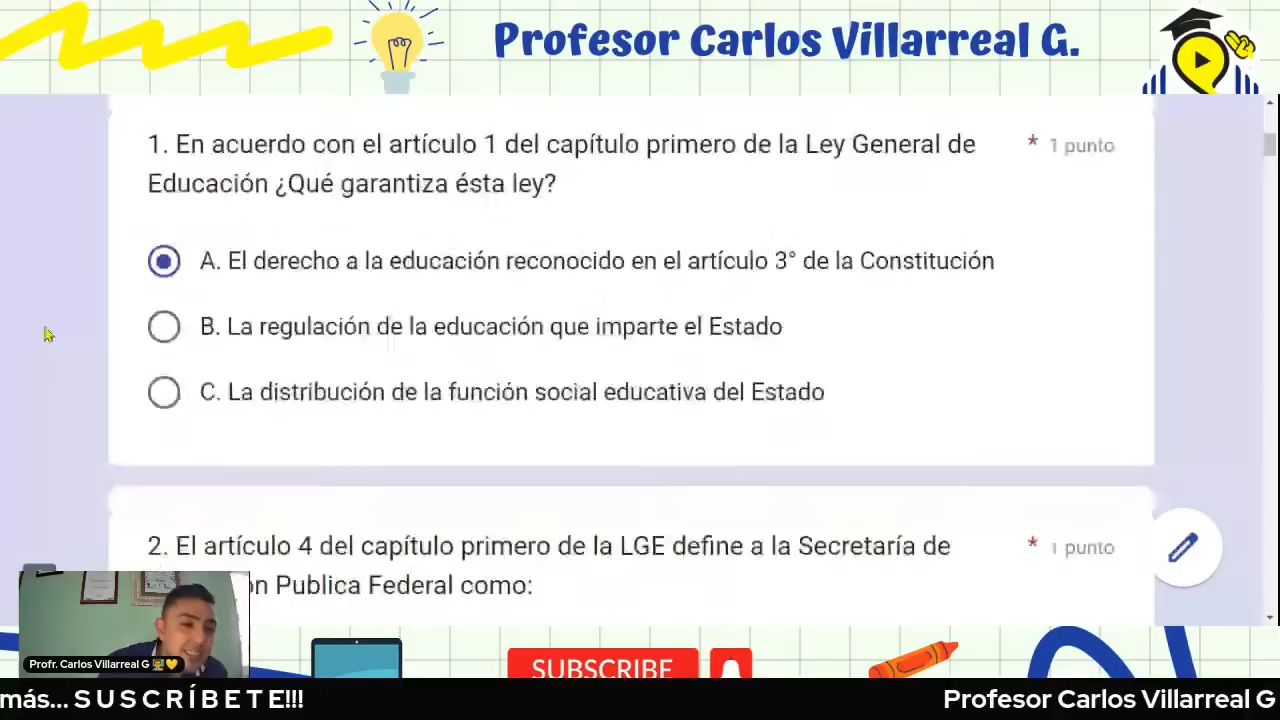 Profesor Carlos Villarreal G.
1. En acuerdo con el artículo 1 del capítulo primero de la Ley General de
Educación ¿Qué garantiza ésta ley?
* 1 punto
A. El derecho a la educación reconocido en el artículo 3° de la Constitución
B. La regulación de la educación que imparte el Estado
C. La distribución de la función social educativa del Estado
2. El artículo 4 del capítulo primero de la LGE define a la Secretaría de
n Publica Federal como:
* 1 punto
Profr. Carlos Villarreal G
SUBSCRIBE
más... SUSCRÍBETE!!!
Profesor Carlos Villarreal G